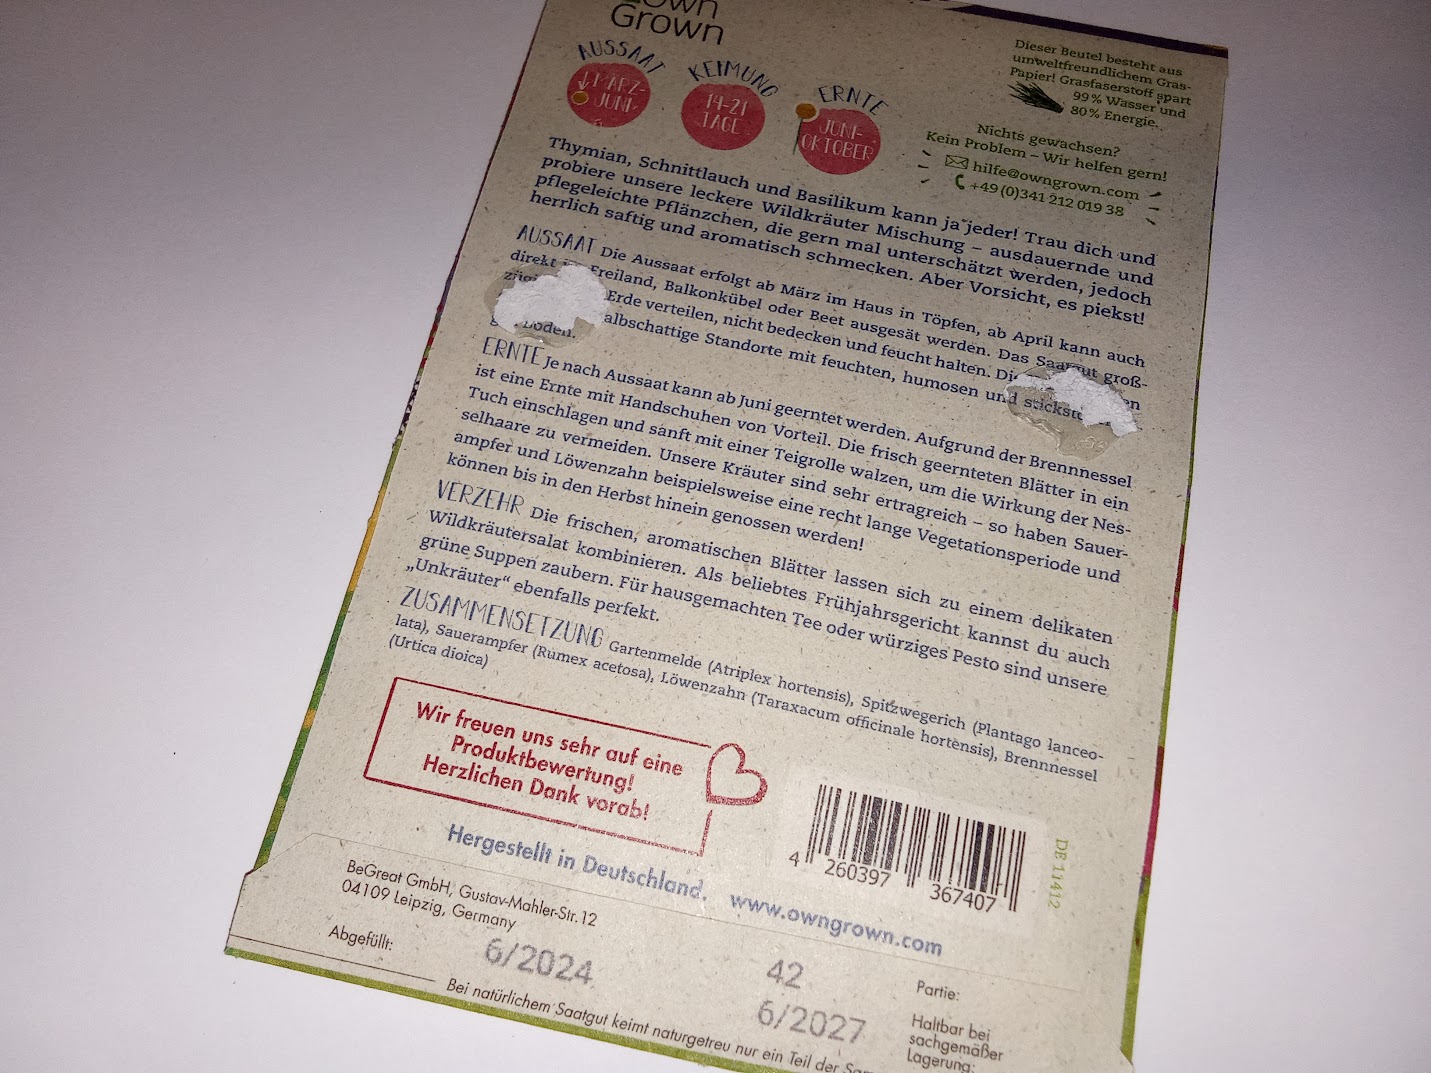 Own
Grown
AUSSAAT
MÄRZ-
JUNI
KEIMUNG
14-21
TAGE
ERNTE
JUNI-
OKTOBER
Dieser Beutel besteht aus
umweltfreundlichem Gras-
Papier! Grasfaserstoff spart
99 % Wasser und
80 % Energie.
Nichts gewachsen?
Kein Problem – Wir helfen gern!
hilfe@owngrown.com
+49 (0)341 212 019 38
Thymian, Schnittlauch und Basilikum kann ja jeder! Trau dich und
probiere unsere leckere Wildkräuter Mischung – ausdauernde und
pflegeleichte Pflänzchen, die gern mal unterschätzt werden, jedoch
herrlich saftig und aromatisch schmecken. Aber Vorsicht, es piekst!
AUSSAAT Die Aussaat erfolgt ab März im Haus in Töpfen, ab April kann auch
direkt Freiland, Balkonkübel oder Beet ausgesät werden. Das Saatgut groß-
Erde verteilen, nicht bedecken und feucht halten.
albschattige Standorte mit feuchten, humosen und
Boden.
ERNTE Je nach Aussaat kann ab Juni geerntet werden. Aufgrund der Brennnessel
ist eine Ernte mit Handschuhen von Vorteil. Die frisch geernteten Blätter in ein
Tuch einschlagen und sanft mit einer Teigrolle walzen, um die Wirkung der Nes-
selhaare zu vermeiden. Unsere Kräuter sind sehr ertragreich – so haben Sauer-
ampfer und Löwenzahn beispielsweise eine recht lange Vegetationsperiode und
können bis in den Herbst hinein genossen werden!
VERZEHR Die frischen, aromatischen Blätter lassen sich zu einem delikaten
Wildkräutersalat kombinieren. Als beliebtes Frühjahrsgericht kannst du auch
grüne Suppen zaubern. Für hausgemachten Tee oder würziges Pesto sind unsere
„Unkräuter“ ebenfalls perfekt.
ZUSAMMENSETZUNG Gartenmelde (Atriplex hortensis), Spitzwegerich (Plantago lanceo-
lata), Sauerampfer (Rumex acetosa), Löwenzahn (Taraxacum officinale hortensis), Brennnessel
(Urtica dioica)
Wir freuen uns sehr auf eine
Produktbewertung!
Herzlichen Dank vorab!
4 260397 367407
DE 11412
Hergestellt in Deutschland. www.owngrown.com
BeGreat GmbH, Gustav-Mahler-Str. 12
04109 Leipzig, Germany
Abgefüllt: 6/2024
42 Partie:
6/2027 Haltbar bei
sachgemäßer
Lagerung:
Bei natürlichem Saatgut keimt naturgetreu nur ein Teil der